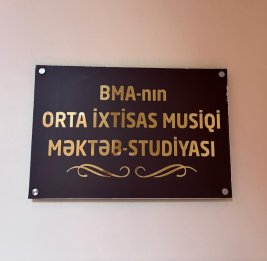 BMA-nın
ORTA İXTİSAS MUSİQİ
MƏKTƏB-STUDİYASI